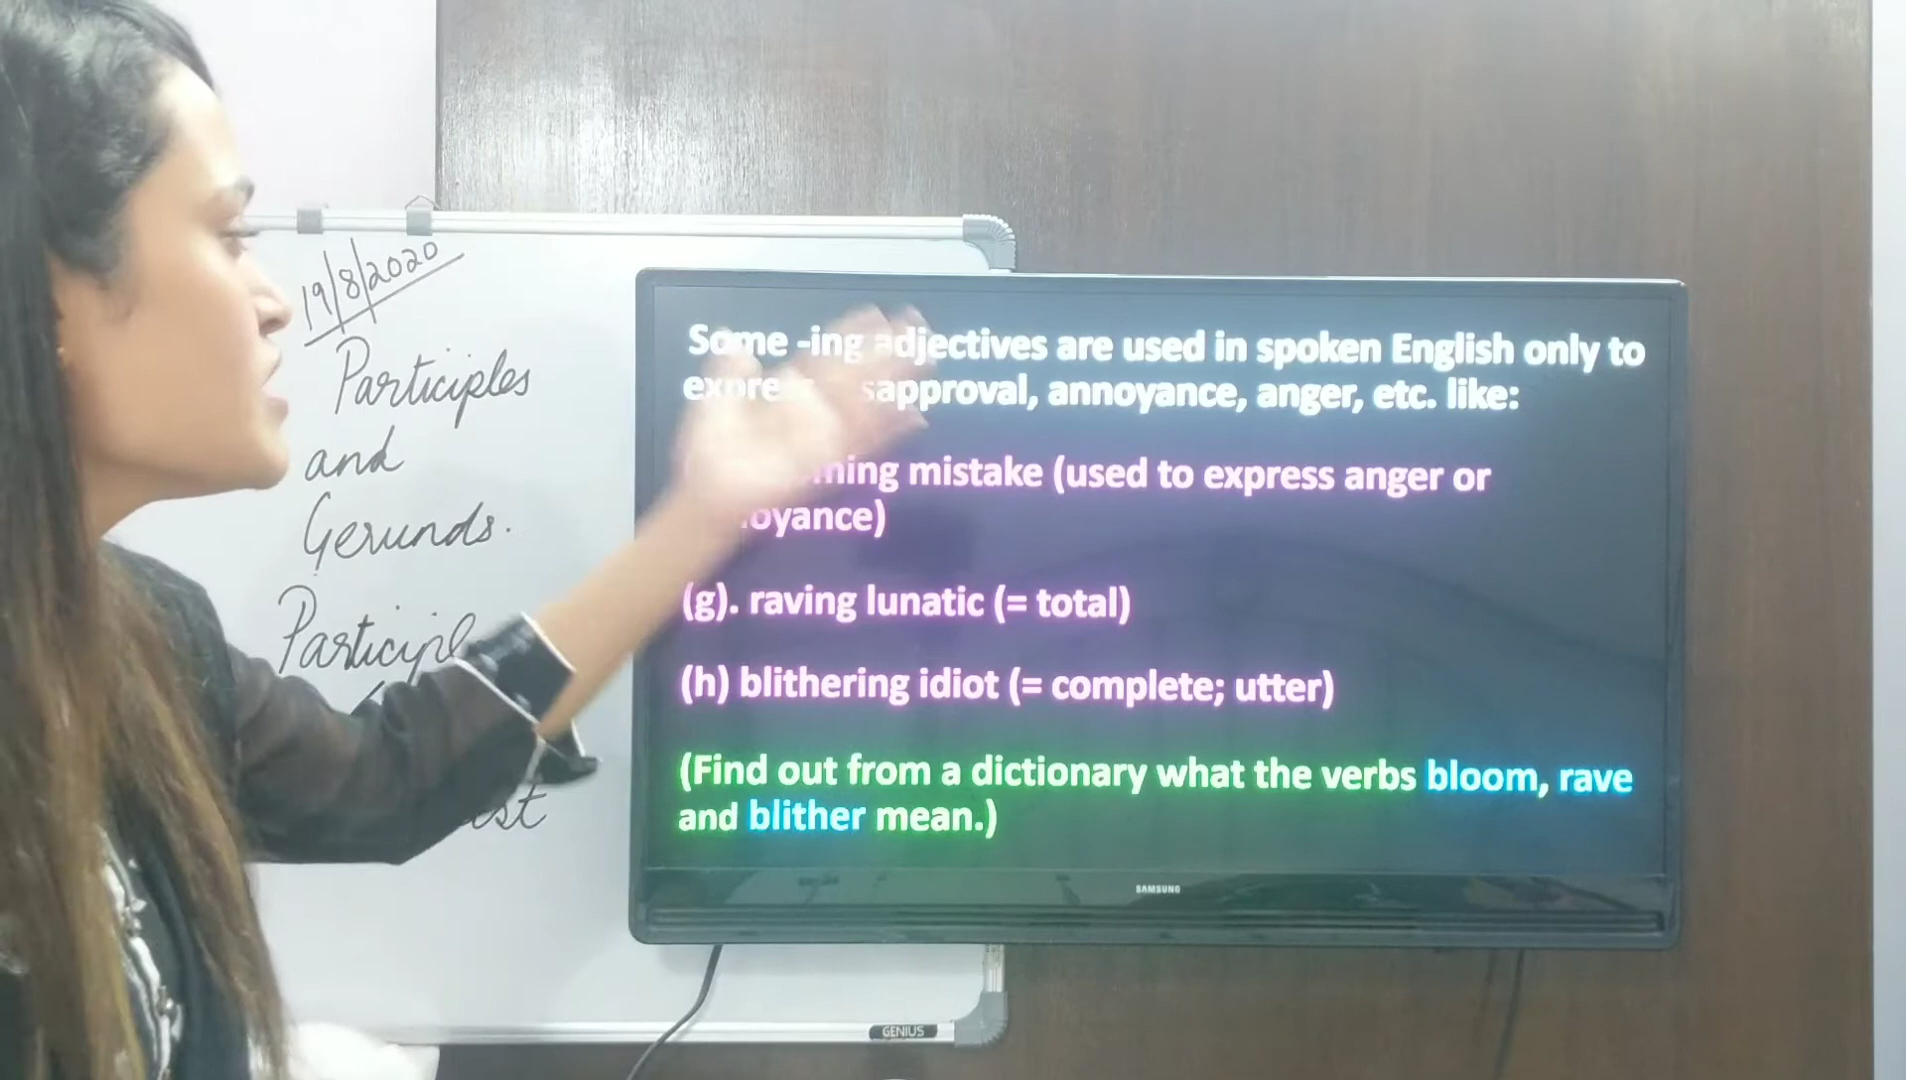 19/8/2020
Participles
and
Gerunds.
Some -ing adjectives are used in spoken English only to
annoyance, anger, etc. like:
mistake (used to express anger or
(g). raving lunatic (= total)
(h) blithering idiot (= complete; utter)
(Find out from a dictionary what the verbs bloom, rave
and blither mean.)
SAMSUNG
GENIUS